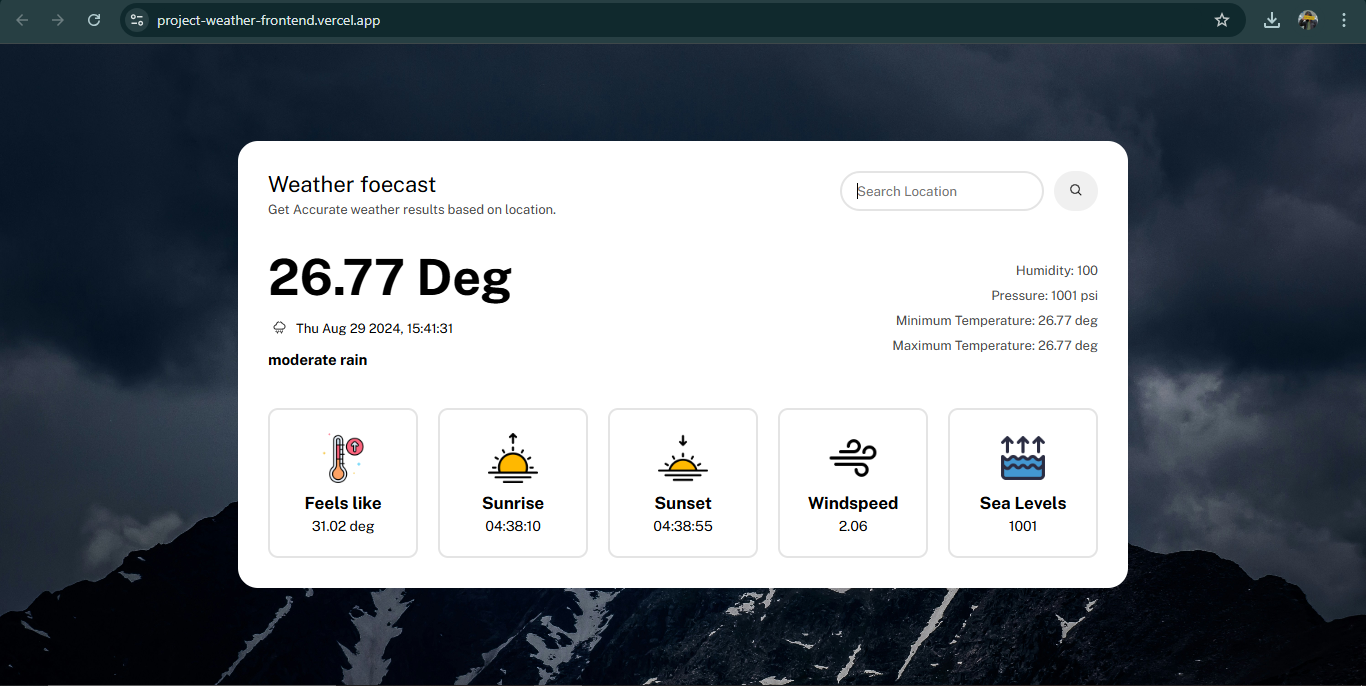 project-weather-frontend.vercel.app
Weather foecast
Get Accurate weather results based on location.
Search Location
26.77 Deg
Thu Aug 29 2024, 15:41:31
moderate rain
Humidity: 100
Pressure: 1001 psi
Minimum Temperature: 26.77 deg
Maximum Temperature: 26.77 deg
Feels like
31.02 deg
Sunrise
04:38:10
Sunset
04:38:55
Windspeed
2.06
Sea Levels
1001